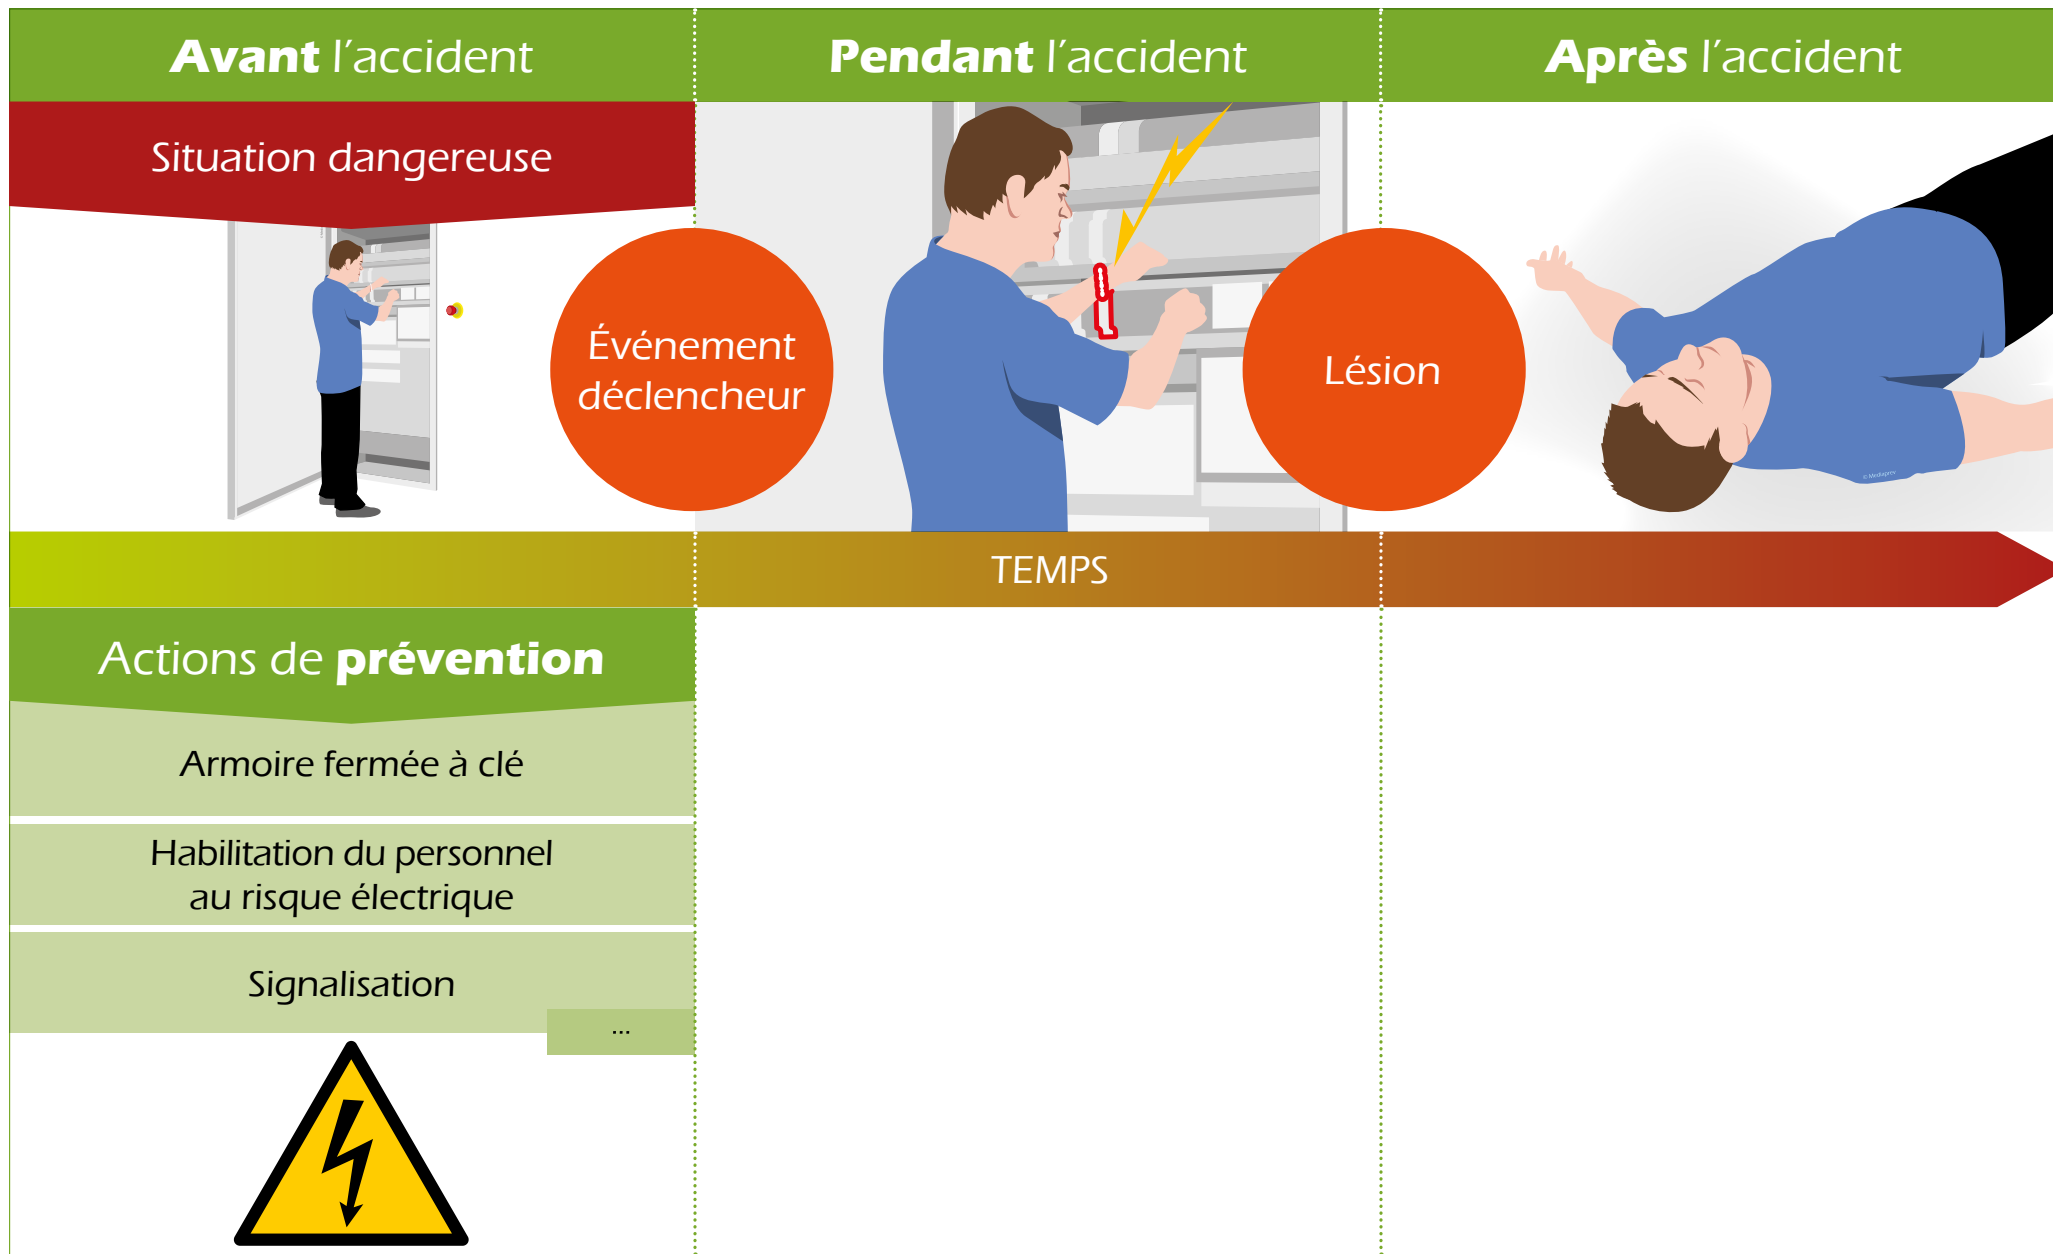 Avant l'accident
Pendant l'accident
Après l'accident
Situation dangereuse
Événement
déclencheur
Lésion
© Mediaprev
TEMPS
Actions de prévention
Armoire fermée à clé
Habilitation du personnel
au risque électrique
Signalisation
...